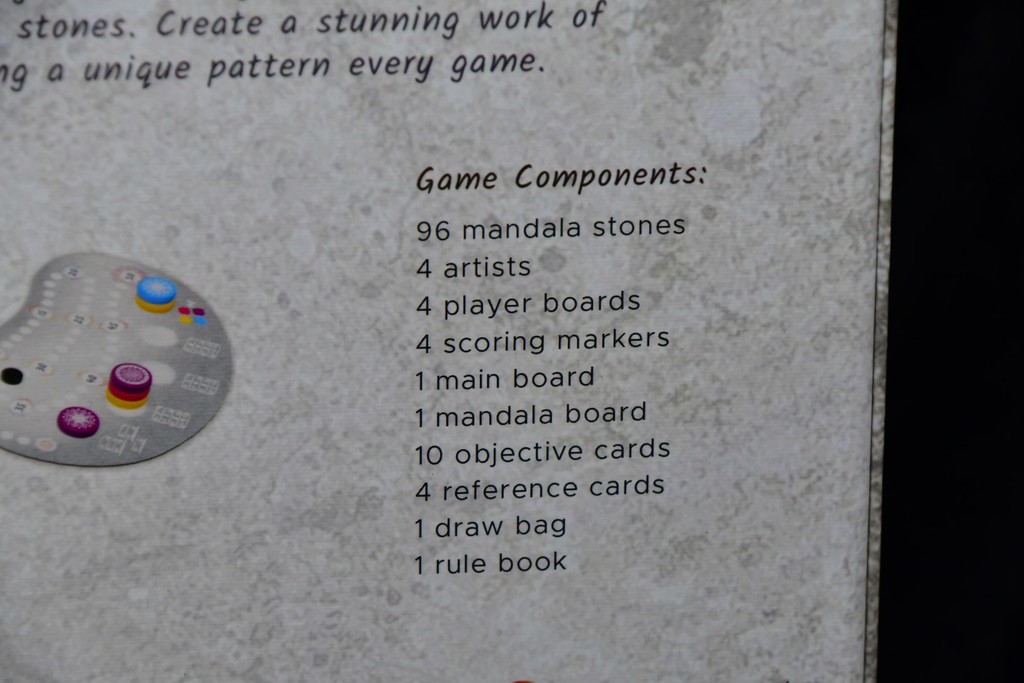 stones. Create a stunning work of
a unique pattern every game.
Game Components:
96 mandala stones
4 artists
4 player boards
4 scoring markers
1 main board
1 mandala board
10 objective cards
4 reference cards
1 draw bag
1 rule book